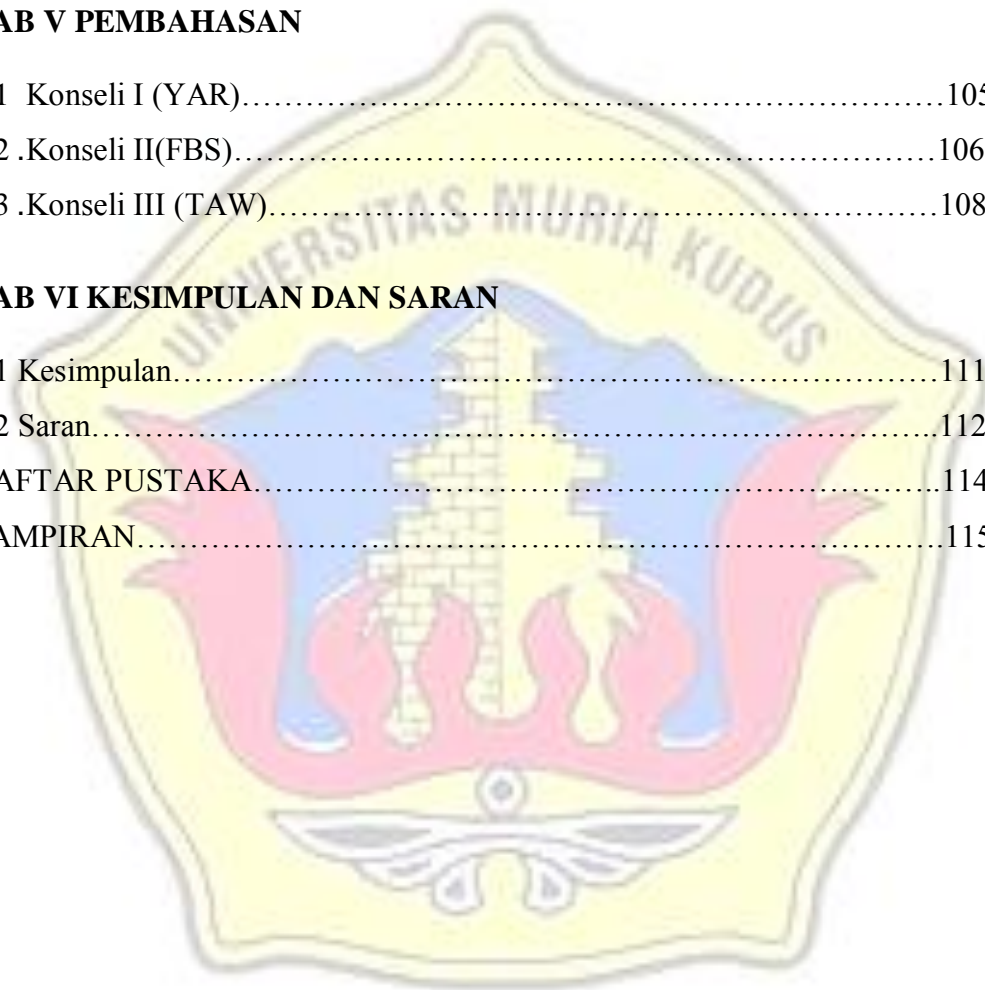 AB V PEMBAHASAN
1 Konseli I (YAR)……………………………………………………………105
2 .Konseli II(FBS)……………………………………………………………106
3 .Konseli III (TAW)…………………………………………………………108
UNIVERSITAS MURIA KUDUS
AB VI KESIMPULAN DAN SARAN
1 Kesimpulan…………………………………………………………………111
2 Saran………………………………………………………………………..112
AFTAR PUSTAKA…………………………………………………………….114
AMPIRAN…………………………………………………………………….115